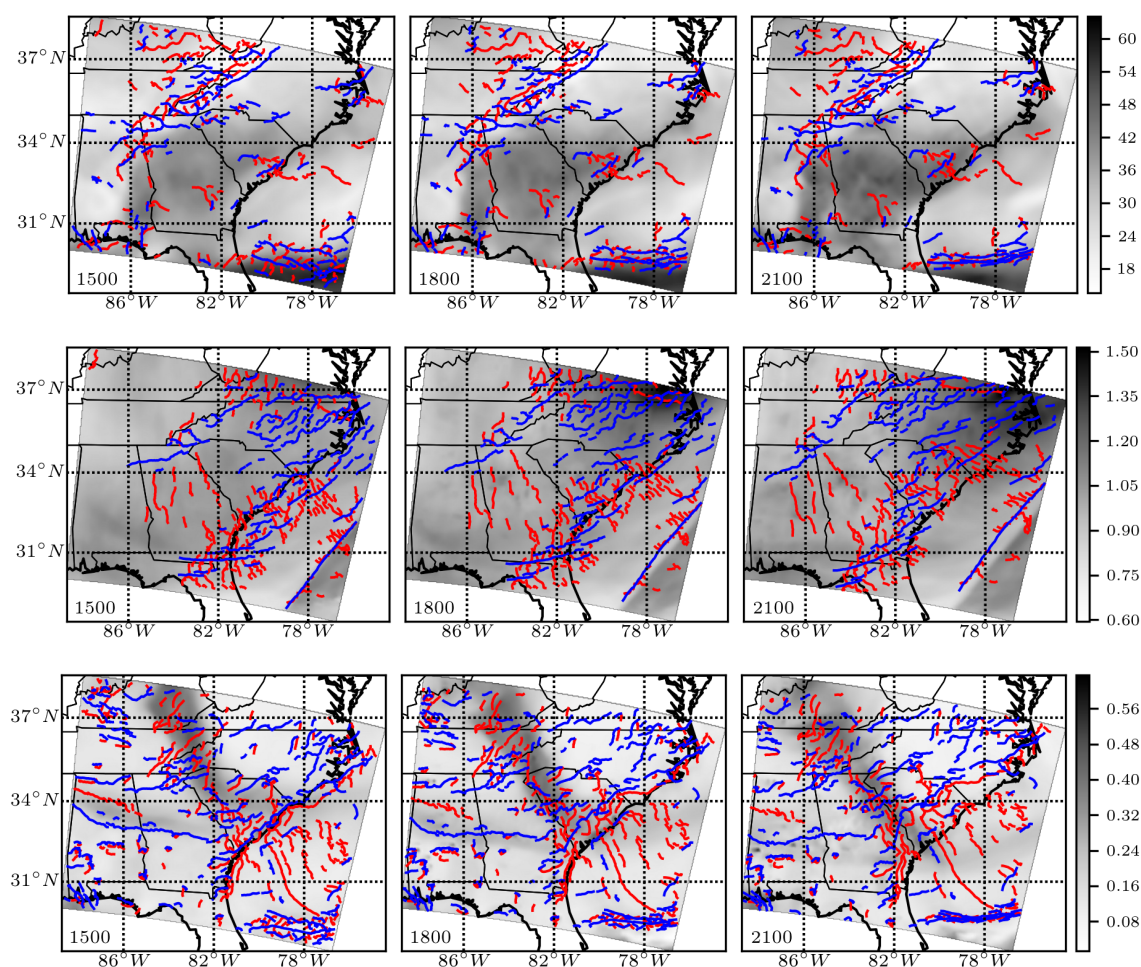 37° N
34° N
31° N
1500
1800
2100
86° W
82° W
78° W
86° W
82° W
78° W
86° W
82° W
78° W
60
54
48
42
36
30
24
18
37° N
34° N
31° N
1500
1800
2100
86° W
82° W
78° W
86° W
82° W
78° W
86° W
82° W
78° W
1.50
1.35
1.20
1.05
0.90
0.75
0.60
37° N
34° N
31° N
1500
1800
2100
86° W
82° W
78° W
86° W
82° W
78° W
86° W
82° W
78° W
0.56
0.48
0.40
0.32
0.24
0.16
0.08